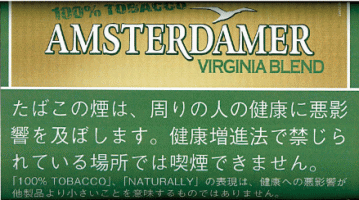 100% TOBACCO
AMSTERDAMER
VIRGINIA BLEND
たばこの煙は、周りの人の健康に悪影
響を及ぼします。健康増進法で禁じら
れている場所では喫煙できません。
「100% TOBACCO」、「NATURALLY」の表現は、健康への悪影響が
他製品より小さいことを意味するものではありません。